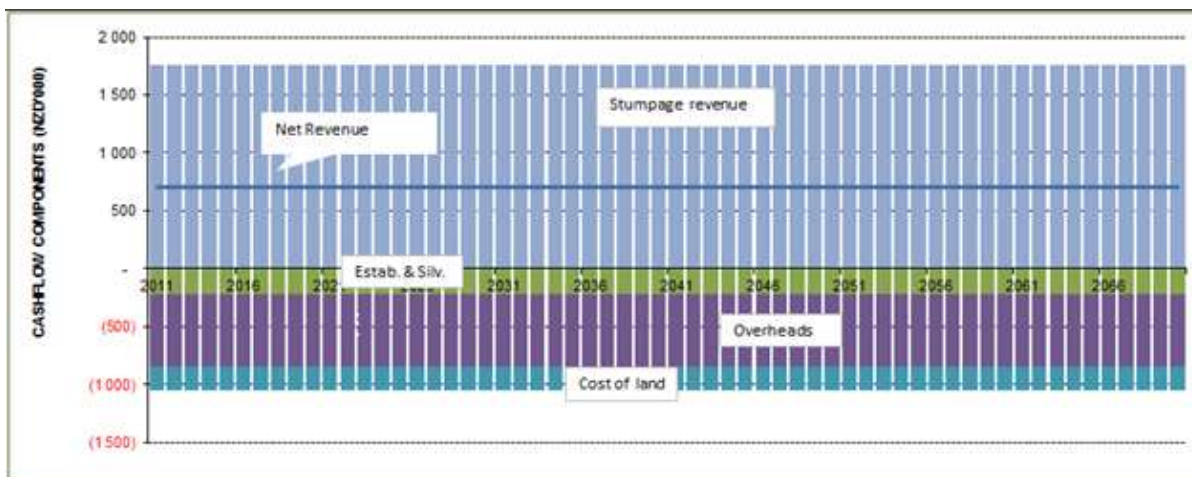 CASHFLOW COMPONENTS (NZD'000)
2 000
1 500
1 000
500
-
(500)
(1 000)
(1 500)
Stumpage revenue
Net Revenue
Estab. & Silv.
2011 2016 2031 2036 2041 2046 2051 2056 2061 2066
Overheads
Cost of land